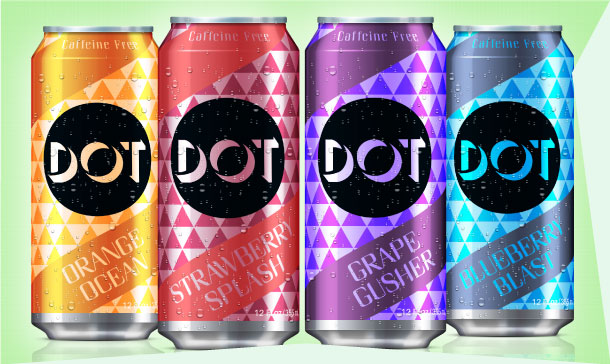 Caffeine Free
DOT
ORANGE
OCEAN
Caffeine Free
DOT
STRAWBERRY
SPLASH
Caffeine Free
DOT
GRAPE
GUSHER
Caffeine Free
DOT
BLUEBERRY
BLAST